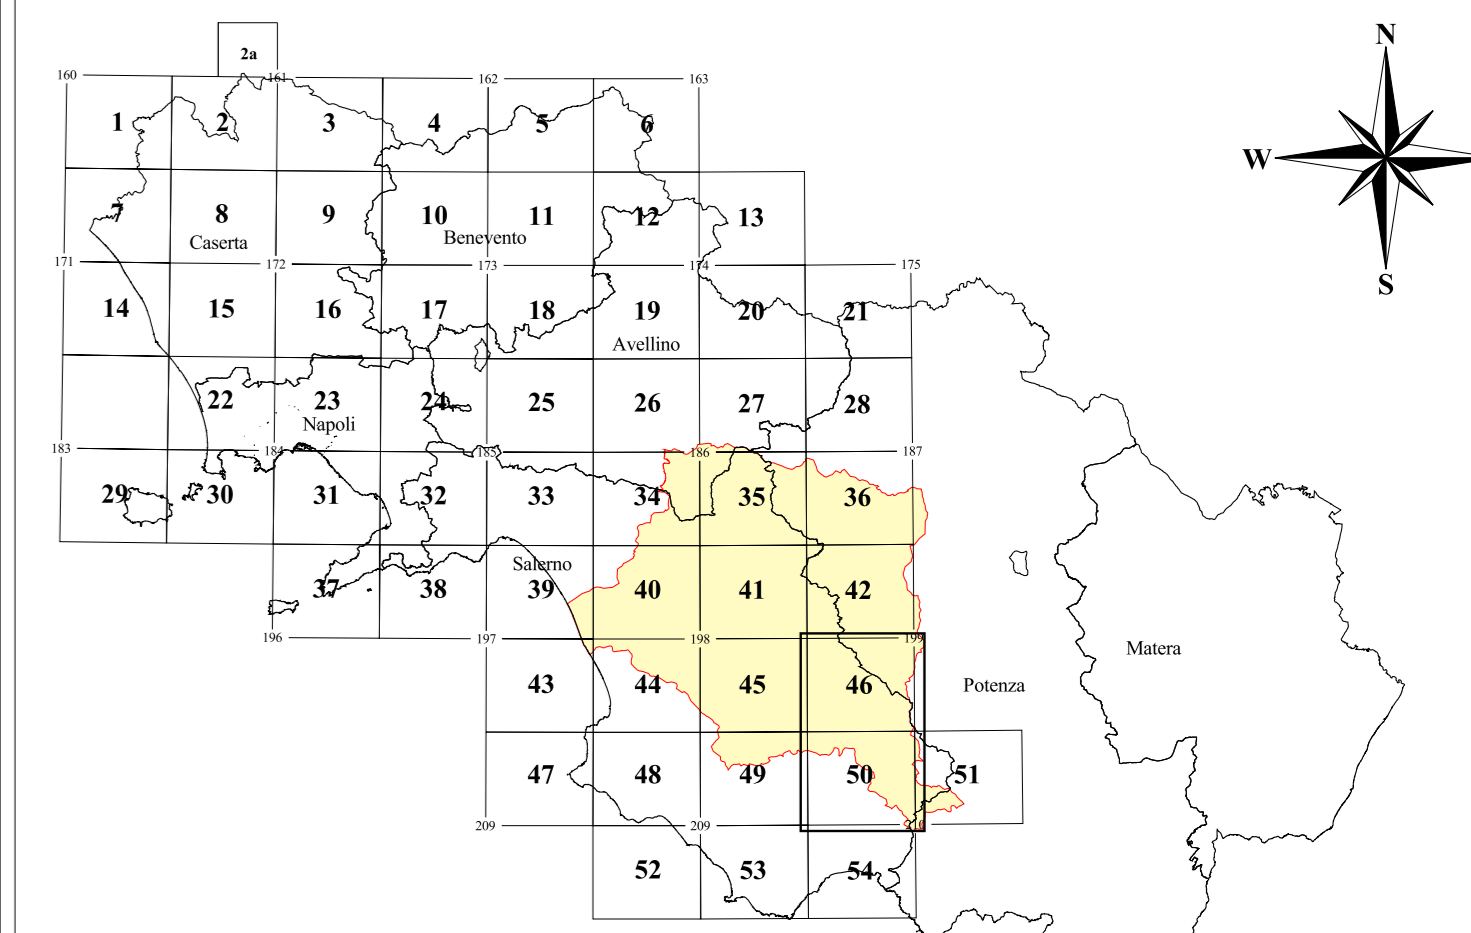 N
2a
160 161 162 163
1 2 3 4 5 6
W
7 8 9 10 11 12 13
Caserta Benevento
171 172 173 174 175
S
14 15 16 17 18 19 20 21
Avellino
22 23 24 25 26 27 28
Napoli
183 184 185 186 187
29 30 31 32 33 34 35 36
Salerno
37 38 39 40 41 42
196 197 198 199
Matera
43 44 45 46 Potenza
47 48 49 50 51
209 209 210
52 53 54